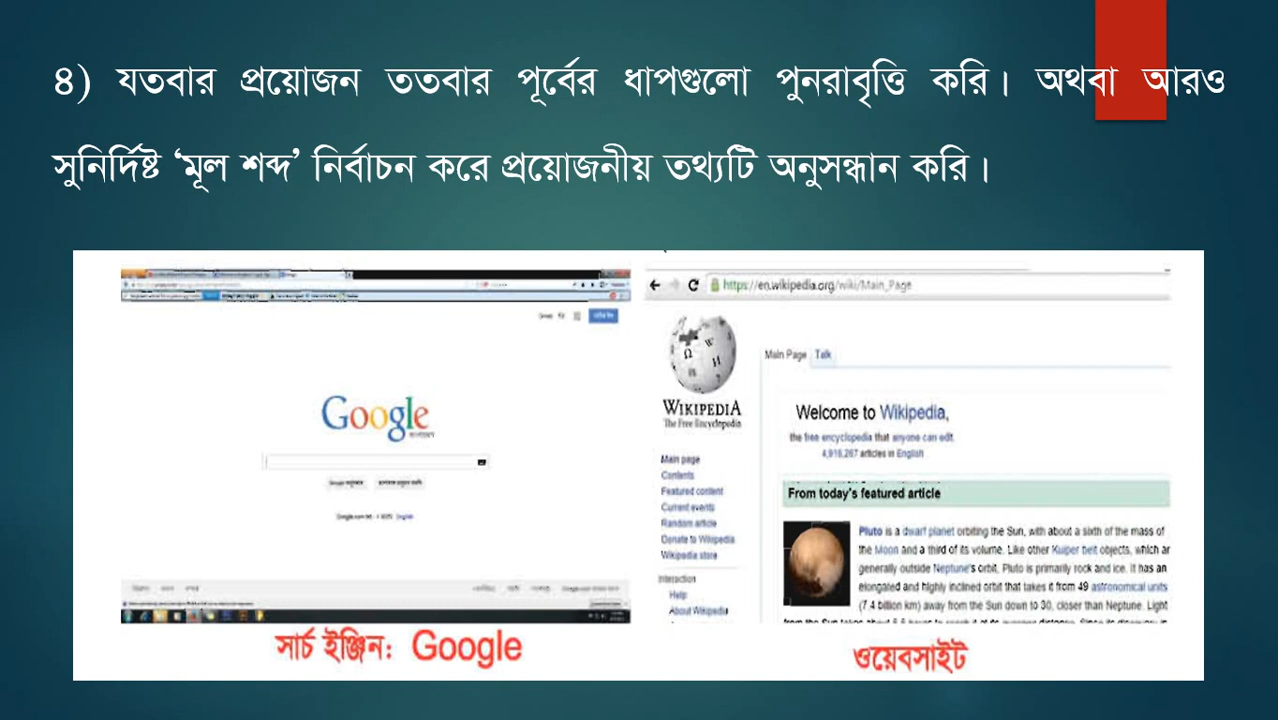 ৪) যতবার প্রয়োজন ততবার পূর্বের ধাপগুলো পুনরাবৃত্তি করি। অথবা আরও
সুনির্দিষ্ট ‘মূল শব্দ’ নির্বাচন করে প্রয়োজনীয় তথ্যটি অনুসন্ধান করি।
Google
English
সার্চ ইঞ্জিন: Google
https://en.wikipedia.org/wiki/Main_Page
WIKIPEDIA
The Free Encyclopedia
Main page
Contents
Featured content
Current events
Random article
Donate to Wikipedia
Wikipedia store
Interaction
Help
About Wikipedia
Main Page Talk
Welcome to Wikipedia,
the free encyclopedia that anyone can edit.
articles in English
From today's featured article
Pluto is a dwarf planet orbiting the Sun, with about a sixth of the mass of
the Moon and a third of its volume. Like other Kuiper belt objects, which ar
generally outside Neptune's orbit, Pluto is primarily rock and ice. It has an
elongated and highly inclined orbit that takes it from 49 astronomical units
(7.4 billion km) away from the Sun down to 30, closer than Neptune. Light
ওয়েবসাইট